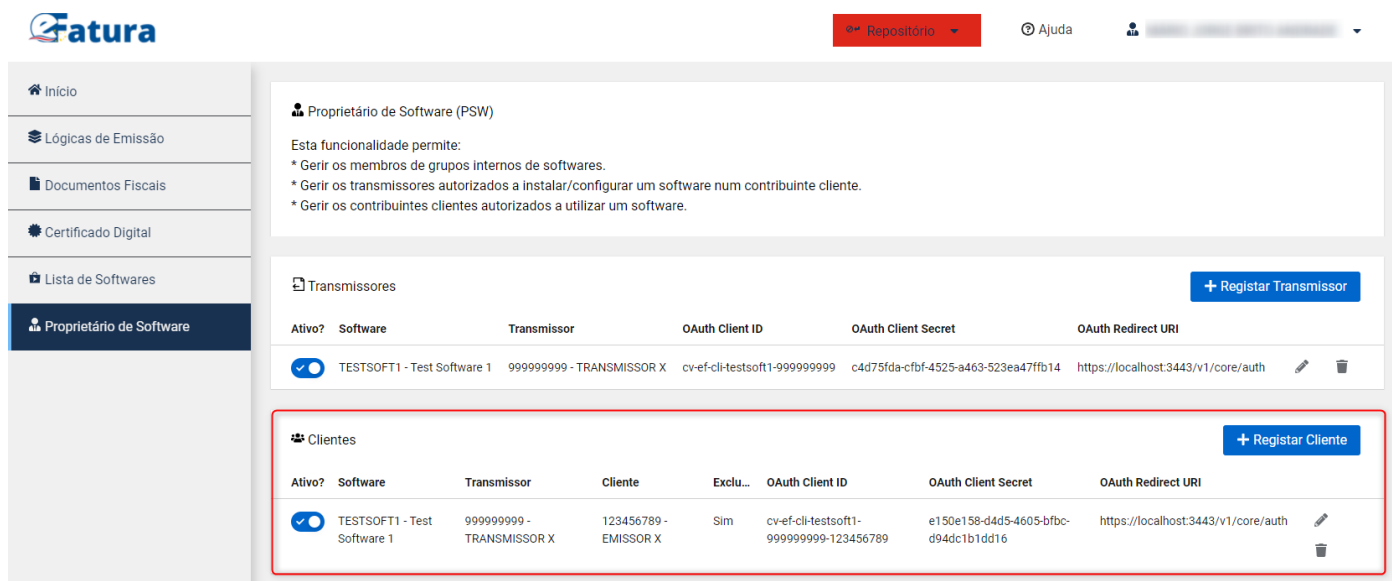 eFatura
Repositório
Ajuda
Início
Lógicas de Emissão
Documentos Fiscais
Certificado Digital
Lista de Softwares
Proprietário de Software
Proprietário de Software (PSW)
Esta funcionalidade permite:
* Gerir os membros de grupos internos de softwares.
* Gerir os transmissores autorizados a instalar/configurar um software num contribuinte cliente.
* Gerir os contribuintes clientes autorizados a utilizar um software.
Transmissores
+ Registar Transmissor
Ativo? Software Transmissor OAuth Client ID OAuth Client Secret OAuth Redirect URI
TESTSOFT1 - Test Software 1 999999999 - TRANSMISSOR X cv-ef-cli-testsoft1-999999999 c4d75fda-cfbf-4525-a463-523ea47ffb14 https://localhost:3443/v1/core/auth
Clientes
+ Registar Cliente
Ativo? Software Transmissor Cliente Exclu... OAuth Client ID OAuth Client Secret OAuth Redirect URI
TESTSOFT1 - Test 999999999 - 123456789 - Sim cv-ef-cli-testsoft1- e150e158-d4d5-4605-bfbc- https://localhost:3443/v1/core/auth
Software 1 TRANSMISSOR X EMISSOR X 999999999-123456789 d94dc1b1dd16